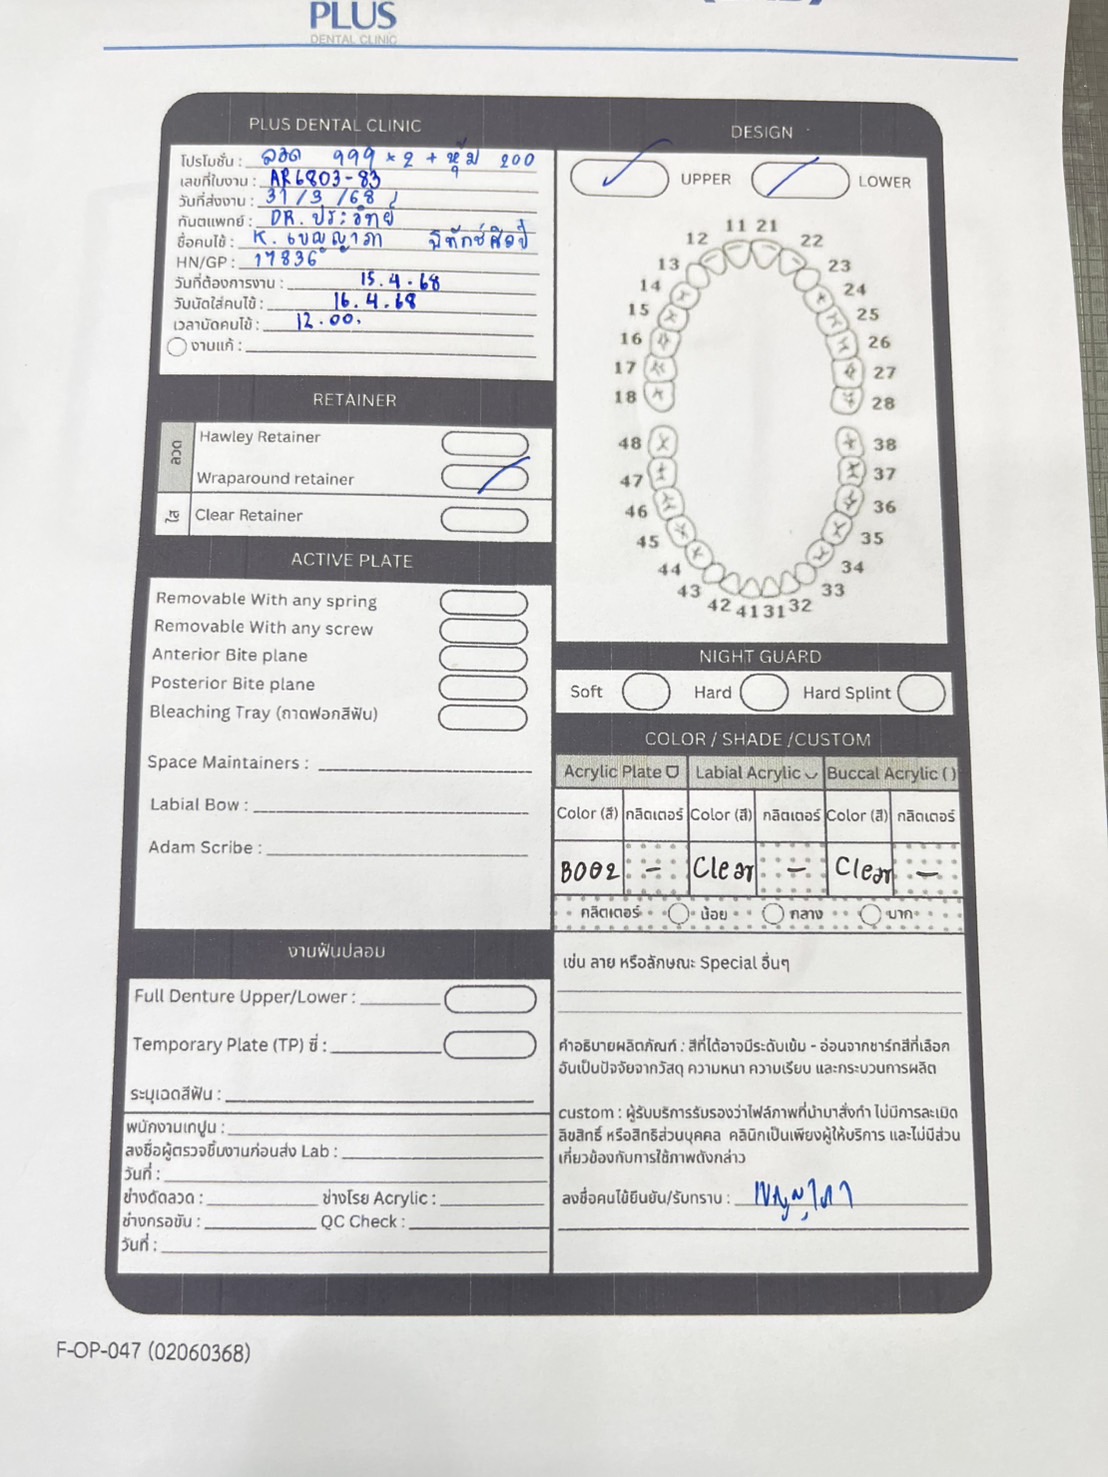 PLUS
DENTAL CLINIC
PLUS DENTAL CLINIC
โปรโมชั่น : ลวด 999 × 2 + หุ้ม 200
เลขที่ใบงาน : AR6803-83
วันที่ส่งงาน : 31/3/68
ทันตแพทย์ : DR. ประวิทย์
ชื่อคนไข้ : K. เบญญาภา พิทักษ์ศิลป์
HN/GP : 17836
วันที่ต้องการงาน : 15.4.68
วันนัดใส่คนไข้ : 16.4.68
เวลานัดคนไข้ : 12.00.
งานแก้ :
DESIGN
UPPER
LOWER
11 21
12 22
13 23
14 24
15 25
16 26
17 27
18 28
48 38
47 37
46 36
45 35
44 34
43 33
42 41 31 32
RETAINER
ลวด
Hawley Retainer
Wraparound retainer
ใส
Clear Retainer
ACTIVE PLATE
Removable With any spring
Removable With any screw
Anterior Bite plane
Posterior Bite plane
Bleaching Tray (ถาดฟอกสีฟัน)
Space Maintainers :
Labial Bow :
Adam Scribe :
NIGHT GUARD
Soft Hard Hard Splint
COLOR / SHADE /CUSTOM
Acrylic Plate Labial Acrylic Buccal Acrylic ( )
Color (สี) กลิตเตอร์ Color (สี) กลิตเตอร์ Color (สี) กลิตเตอร์
B002 - Clear - Clear -
กลิตเตอร์ น้อย กลาง มาก
เช่น ลาย หรือลักษณะ Special อื่นๆ
คำอธิบายผลิตภัณฑ์ : สีที่ได้อาจมีระดับเข้ม - อ่อนจากชาร์ทสีที่เลือก
อันเป็นปัจจัยจากวัสดุ ความหนา ความเรียบ และกระบวนการผลิต
custom : ผู้รับบริการรับรองว่าไฟล์ภาพที่นำมาสั่งทำ ไม่มีการละเมิด
ลิขสิทธิ์ หรือสิทธิส่วนบุคคล คลินิกเป็นเพียงผู้ให้บริการ และไม่มีส่วน
เกี่ยวข้องกับการใช้ภาพดังกล่าว
ลงชื่อคนไข้ยืนยัน/รับทราบ : เบญญาภา
งานฟันปลอม
Full Denture Upper/Lower :
Temporary Plate (TP) ซี่ :
ระบุเฉดสีฟัน :
พนักงานเทปูน :
ลงชื่อผู้ตรวจชิ้นงานก่อนส่ง Lab :
วันที่ :
ช่างดัดลวด : ช่างโรย Acrylic :
ช่างกรอขัน : QC Check :
วันที่ :
F-OP-047 (02060368)